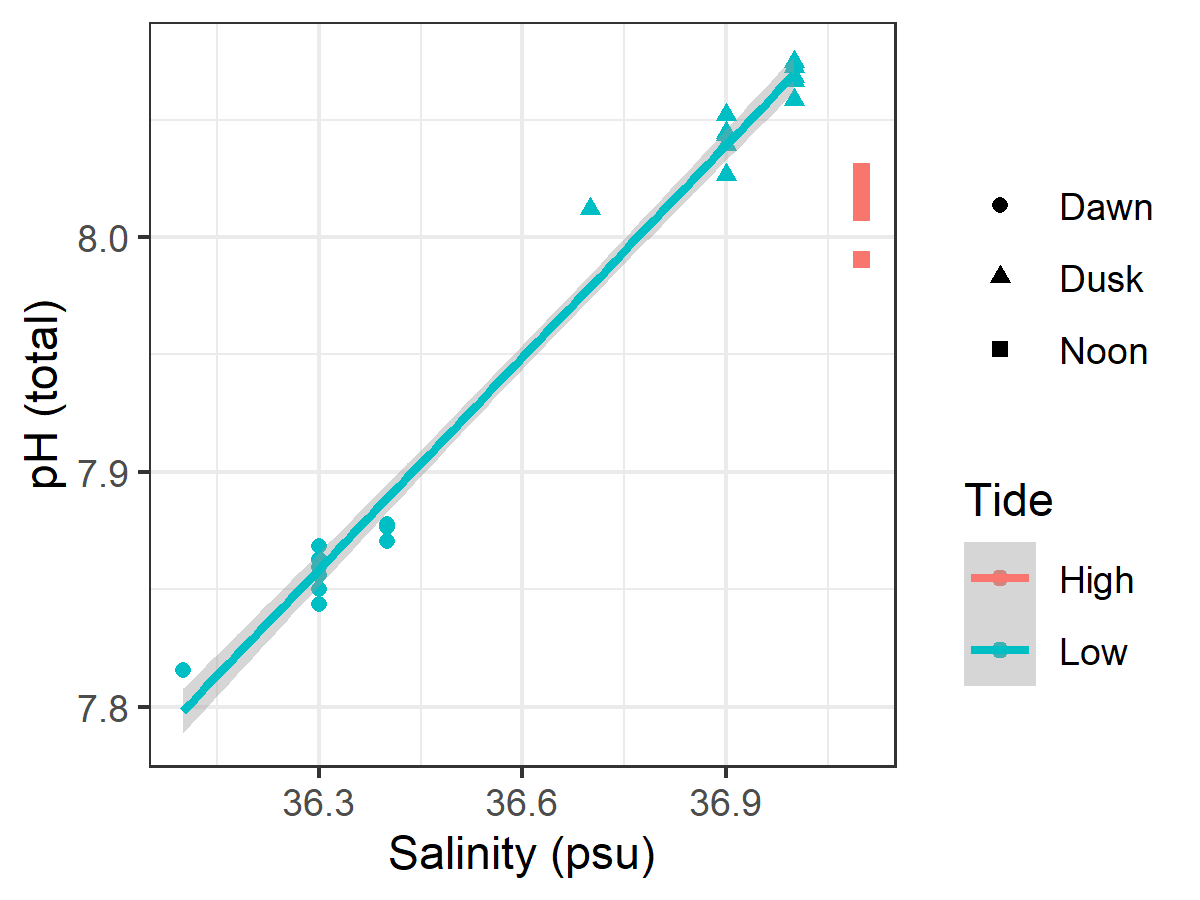 8.0
7.9
7.8
pH (total)
36.3
36.6
36.9
Salinity (psu)
Dawn
Dusk
Noon
Tide
High
Low